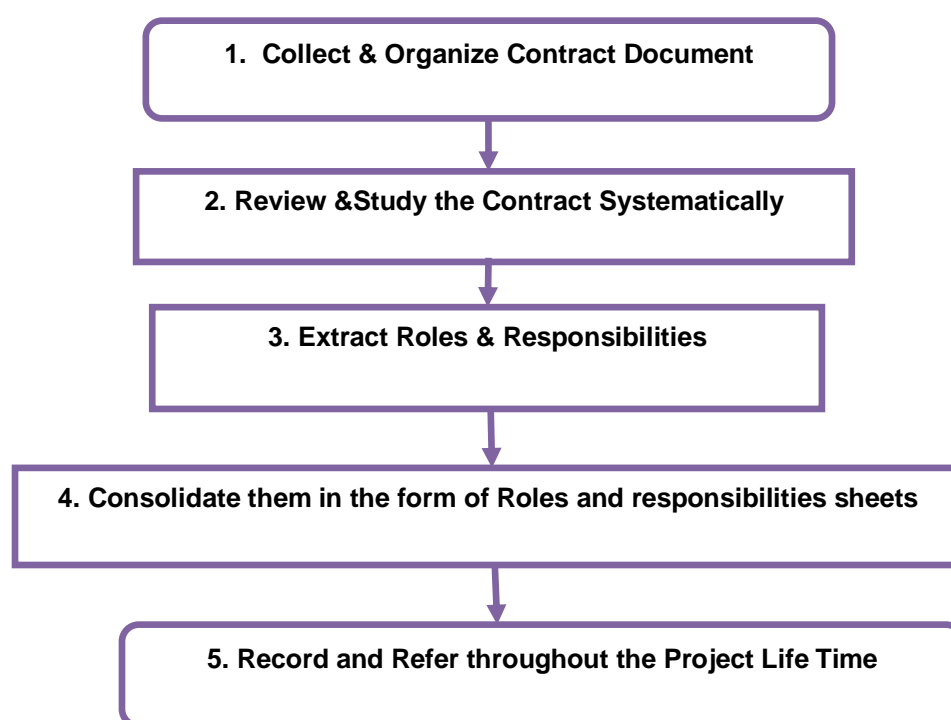 1. Collect & Organize Contract Document
2. Review &Study the Contract Systematically
3. Extract Roles & Responsibilities
4. Consolidate them in the form of Roles and responsibilities sheets
5. Record and Refer throughout the Project Life Time